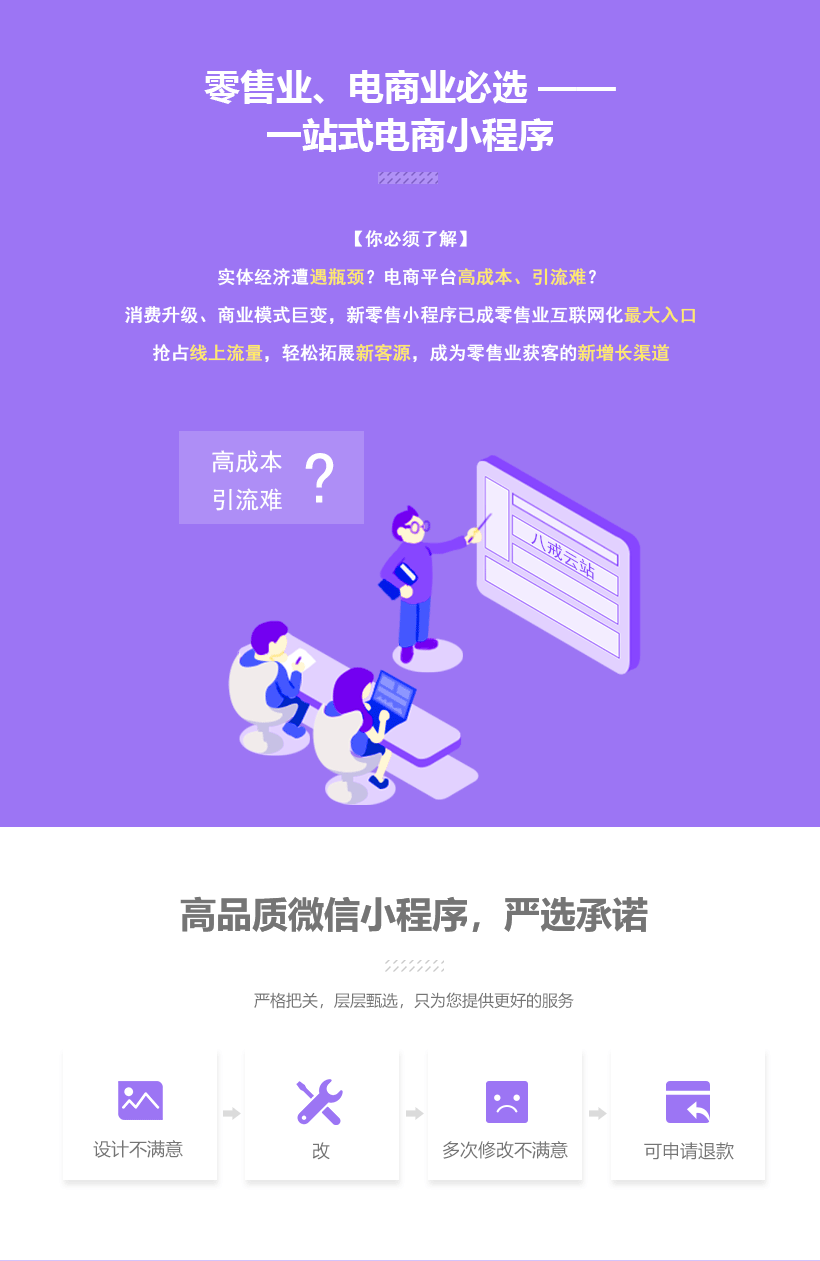 零售业、电商业必选 ——
一站式电商小程序
【你必须了解】
实体经济遭遇瓶颈？电商平台高成本、引流难？
消费升级、商业模式巨变，新零售小程序已成零售业互联网化最大入口
抢占线上流量，轻松拓展新客源，成为零售业获客的新增长渠道
高成本
引流难
?
八戒云站
高品质微信小程序，严选承诺
严格把关，层层甄选，只为您提供更好的服务
设计不满意
改
多次修改不满意
可申请退款